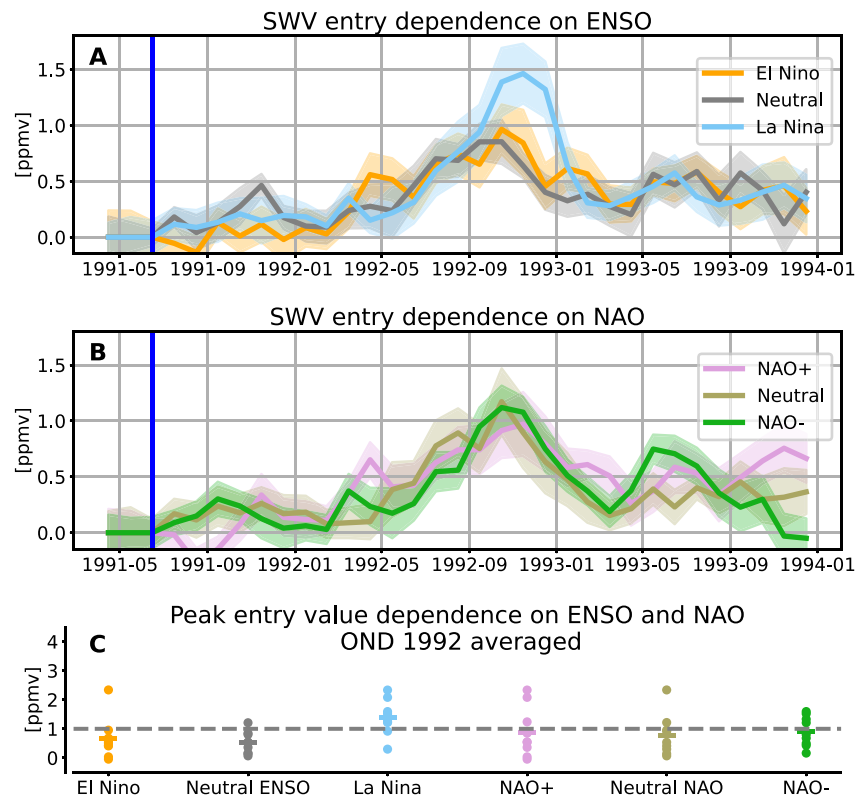 SWV entry dependence on ENSO
A
[ppmv]
1.5
1.0
0.5
0.0
El Nino
Neutral
La Nina
1991-05 1991-09 1992-01 1992-05 1992-09 1993-01 1993-05 1993-09 1994-01
SWV entry dependence on NAO
B
[ppmv]
1.5
1.0
0.5
0.0
NAO+
Neutral
NAO-
1991-05 1991-09 1992-01 1992-05 1992-09 1993-01 1993-05 1993-09 1994-01
Peak entry value dependence on ENSO and NAO
OND 1992 averaged
C
[ppmv]
4
3
2
1
0
El Nino Neutral ENSO La Nina NAO+ Neutral NAO NAO-